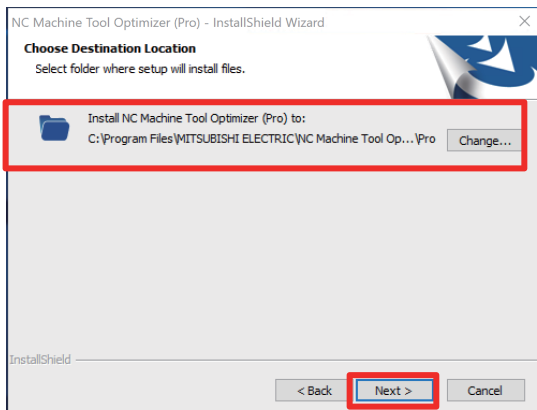 NC Machine Tool Optimizer (Pro) - InstallShield Wizard
Choose Destination Location
Select folder where setup will install files.
Install NC Machine Tool Optimizer (Pro) to:
C:\Program Files\MITSUBISHI ELECTRIC\NC Machine Tool Op...\Pro
Change...
InstallShield
< Back Next > Cancel